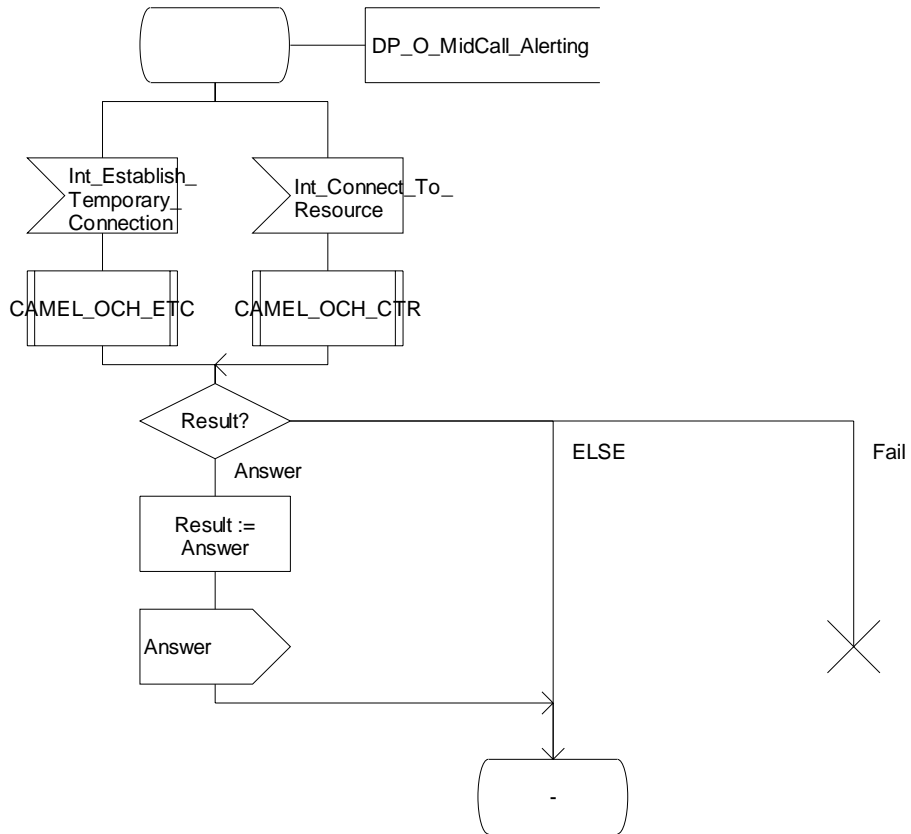 DP_O_MidCall_Alerting
Int_Establish_
Temporary_
Connection
Int_Connect_To_
Resource
CAMEL_OCH_ETC
CAMEL_OCH_CTR
Result?
ELSE
Fail
Answer
Result :=
Answer
Answer
-